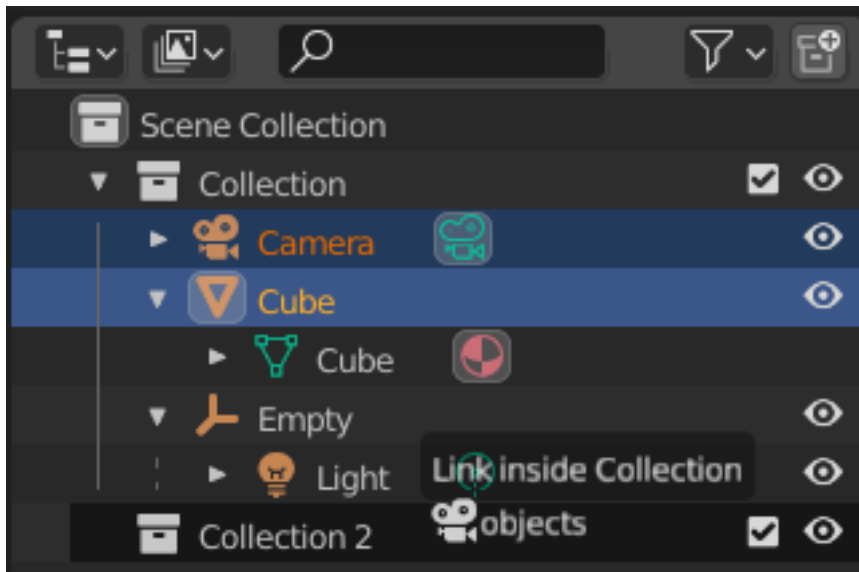 Scene Collection
Collection
Camera
Cube
Cube
Empty
Light
Link inside Collection
Collection 2
objects